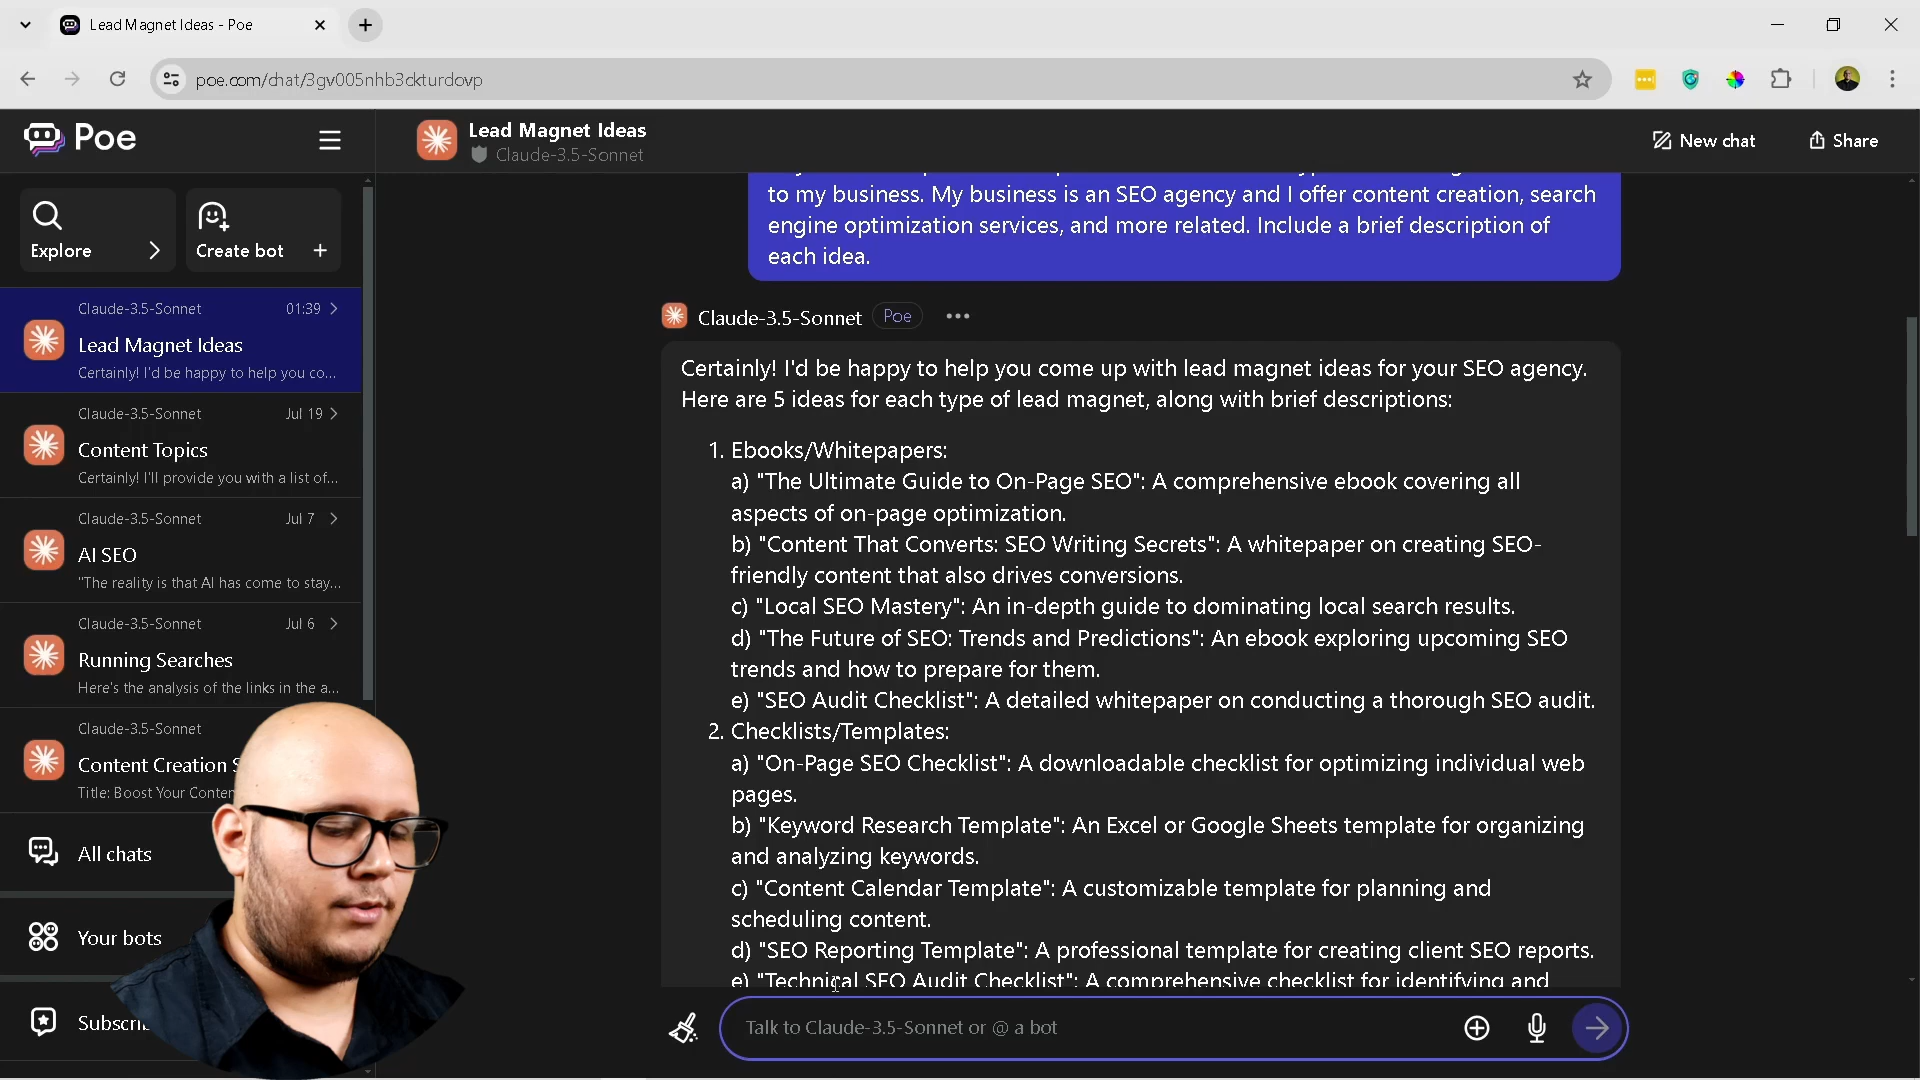 Lead Magnet Ideas - Poe
poe.com/chat/3gv005nhb3ckturdovp
Poe
Explore
Create bot
Claude-3.5-Sonnet 01:39
Lead Magnet Ideas
Certainly! I'd be happy to help you co...
Claude-3.5-Sonnet Jul 19
Content Topics
Certainly! I'll provide you with a list of...
Claude-3.5-Sonnet Jul 7
AI SEO
"The reality is that AI has come to stay...
Claude-3.5-Sonnet Jul 6
Running Searches
Here's the analysis of the links in the a...
Claude-3.5-Sonnet
Content Creation S
Title: Boost Your Conten
All chats
Your bots
Subscri
Lead Magnet Ideas
Claude-3.5-Sonnet
New chat
Share
to my business. My business is an SEO agency and I offer content creation, search
engine optimization services, and more related. Include a brief description of
each idea.
Claude-3.5-Sonnet Poe
Certainly! I'd be happy to help you come up with lead magnet ideas for your SEO agency.
Here are 5 ideas for each type of lead magnet, along with brief descriptions:
1. Ebooks/Whitepapers:
a) "The Ultimate Guide to On-Page SEO": A comprehensive ebook covering all
aspects of on-page optimization.
b) "Content That Converts: SEO Writing Secrets": A whitepaper on creating SEO-
friendly content that also drives conversions.
c) "Local SEO Mastery": An in-depth guide to dominating local search results.
d) "The Future of SEO: Trends and Predictions": An ebook exploring upcoming SEO
trends and how to prepare for them.
e) "SEO Audit Checklist": A detailed whitepaper on conducting a thorough SEO audit.
2. Checklists/Templates:
a) "On-Page SEO Checklist": A downloadable checklist for optimizing individual web
pages.
b) "Keyword Research Template": An Excel or Google Sheets template for organizing
and analyzing keywords.
c) "Content Calendar Template": A customizable template for planning and
scheduling content.
d) "SEO Reporting Template": A professional template for creating client SEO reports.
e) "Technical SEO Audit Checklist": A comprehensive checklist for identifying and
Talk to Claude-3.5-Sonnet or @ a bot